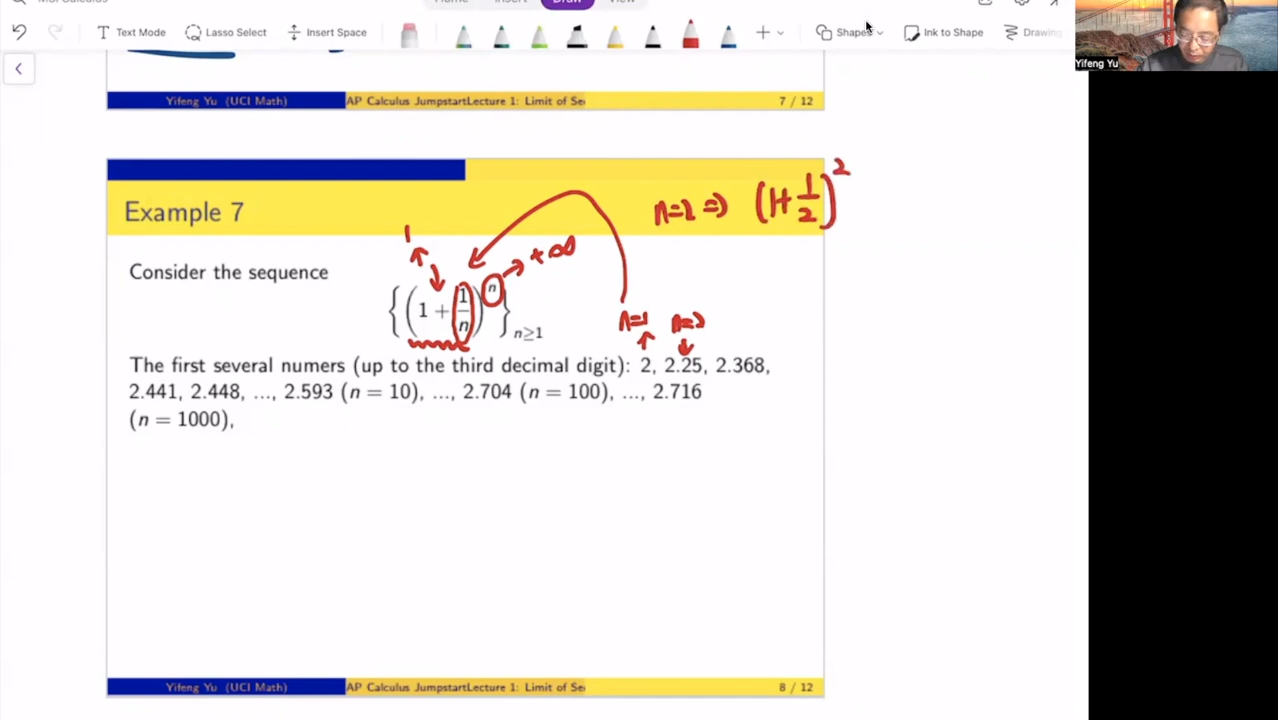 Draw
Text Mode
Lasso Select
Insert Space
Shapes
Ink to Shape
Drawing
Yifeng Yu
Yifeng Yu (UCI Math)
AP Calculus JumpstartLecture 1: Limit of Se
7 / 12
Example 7
n=2 ⇒ (1+ 1/2)^2
Consider the sequence
1
→ +∞
{(1 + 1/n)^n}_{n≥1}
n=1 n=2
The first several numers (up to the third decimal digit): 2, 2.25, 2.368,
2.441, 2.448, ..., 2.593 (n = 10), ..., 2.704 (n = 100), ..., 2.716
(n = 1000),
Yifeng Yu (UCI Math)
AP Calculus JumpstartLecture 1: Limit of Se
8 / 12